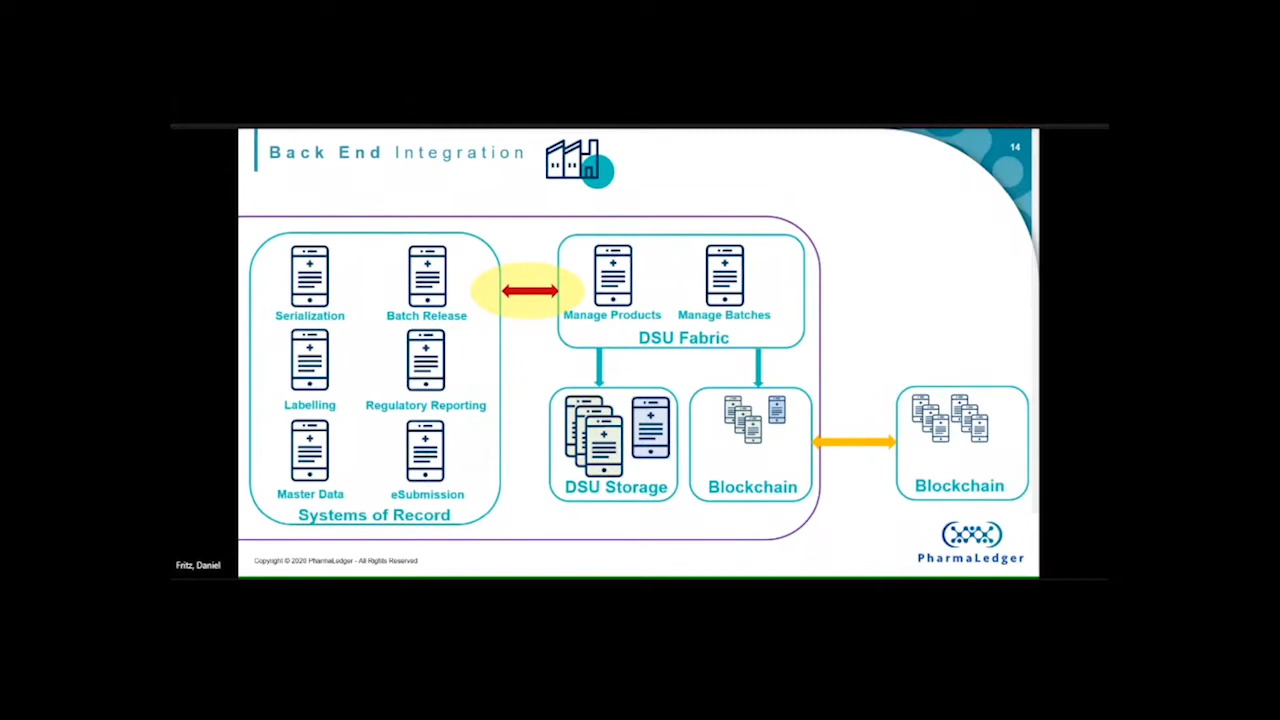 Back End Integration
14
Serialization
Batch Release
Labelling
Regulatory Reporting
Master Data
eSubmission
Systems of Record
Manage Products
Manage Batches
DSU Fabric
DSU Storage
Blockchain
Blockchain
PharmaLedger
Fritz, Daniel
Copyright © 2020 PharmaLedger - All Rights Reserved